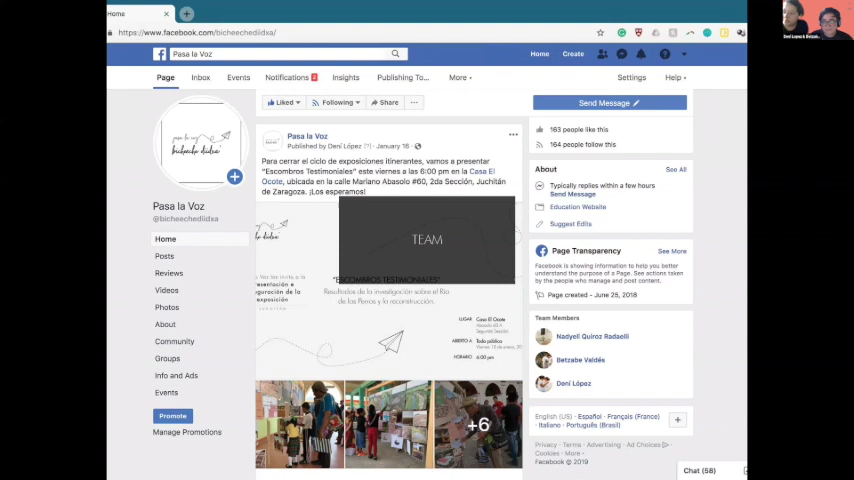 Home
https://www.facebook.com/bicheechediidxa/
Pasa la Voz
Home
Create
Page
Inbox
Events
Notifications 2
Insights
Publishing To...
More
Settings
Help
Liked
Following
Share
Send Message
pasa la voz
bicheeche diidxa'
Pasa la Voz
@bicheechediidxa
Home
Posts
Reviews
Videos
Photos
About
Community
Groups
Info and Ads
Events
Promote
Manage Promotions
Pasa la Voz
Published by Dení López [?] · January 16 ·
Para cerrar el ciclo de exposiciones itinerantes, vamos a presentar
"Escombros Testimoniales" este viernes a las 6:00 pm en la Casa El
Ocote, ubicada en la calle Mariano Abasolo #60, 2da Sección, Juchitán
de Zaragoza. ¡Los esperamos!
TEAM
"ESCOMBROS TESTIMONIALES"
Resultados de la investigación sobre el Río
de los Perros y la reconstrucción.
LUGAR
Casa El Ocote
Abasolo 60 A
Segunda Sección
ABIERTO A
Todo público
HORARIO
6:00 pm
+6
163 people like this
164 people follow this
About
See All
Typically replies within a few hours
Send Message
Education Website
Suggest Edits
Page Transparency
See More
Facebook is showing information to help you better
understand the purpose of a Page. See actions taken
by the people who manage and post content.
Page created - June 25, 2018
Team Members
Nadyeli Quiroz Radaelli
Betzabe Valdés
Dení López
English (US) · Español · Français (France)
· Italiano · Português (Brasil)
Privacy · Terms · Advertising · Ad Choices
Cookies · More
Facebook © 2019
Chat (58)